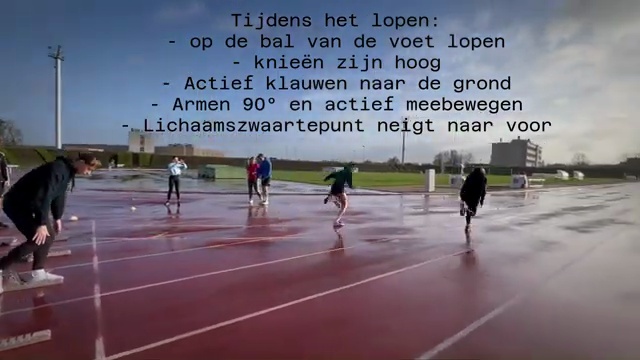 Tijdens het lopen:
- op de bal van de voet lopen
- knieën zijn hoog
- Actief klauwen naar de grond
- Armen 90° en actief meebewegen
- Lichaamszwaartepunt neigt naar voor